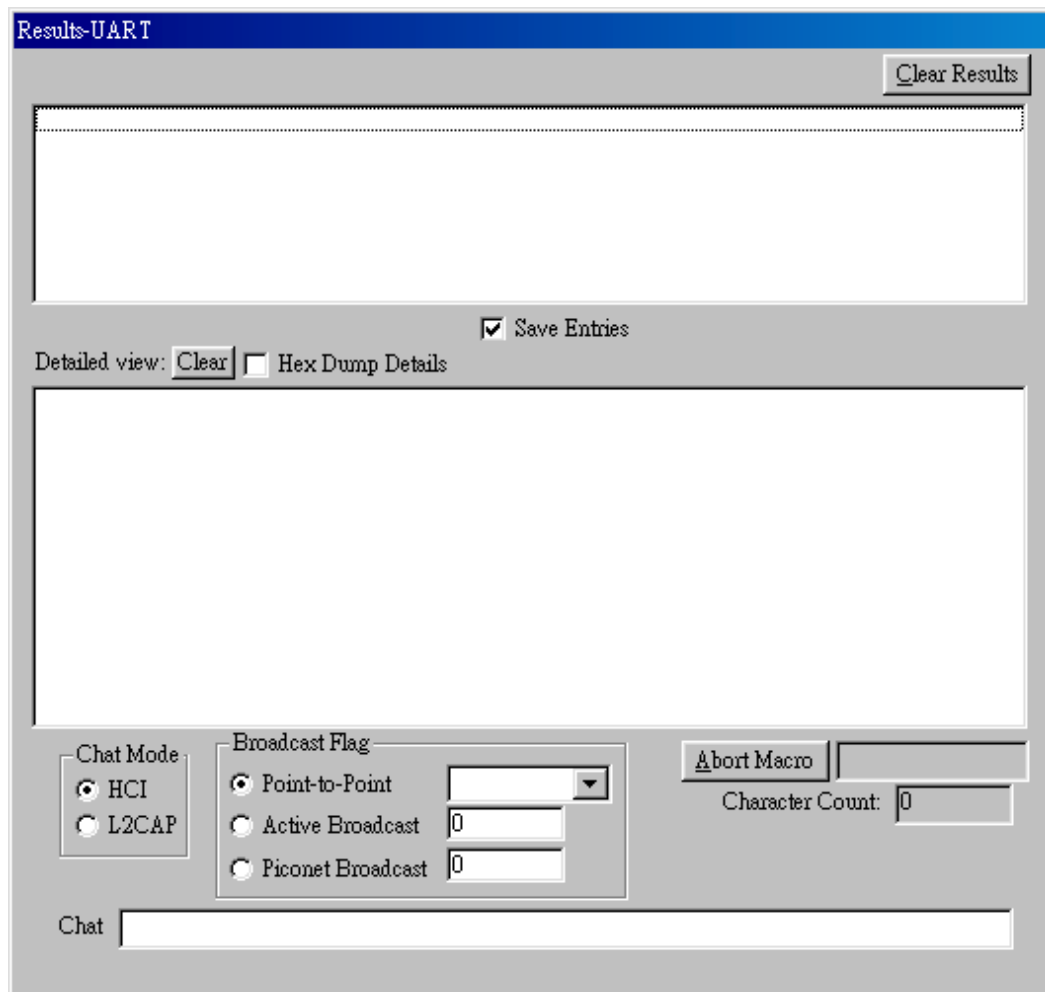 Results-UART
Clear Results
Save Entries
Detailed view: Clear Hex Dump Details
Chat Mode
HCI
L2CAP
Broadcast Flag
Point-to-Point
Active Broadcast 0
Piconet Broadcast 0
Abort Macro
Character Count: 0
Chat